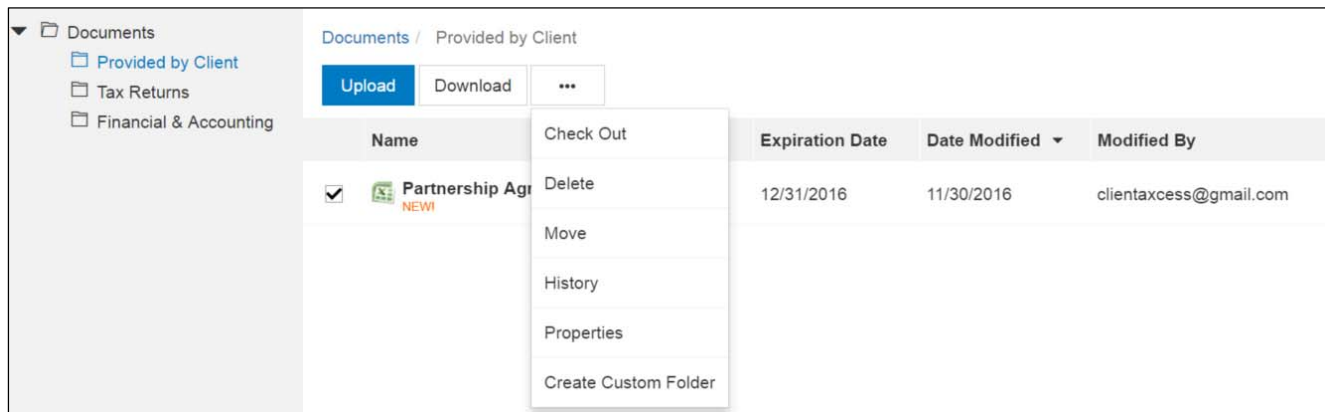 Documents
Provided by Client
Tax Returns
Financial & Accounting
Documents / Provided by Client
Upload Download •••
Check Out
Delete
Move
History
Properties
Create Custom Folder
Name Expiration Date Date Modified Modified By
Partnership 12/31/2016 11/30/2016 clientaxcess@gmail.com
NEW!